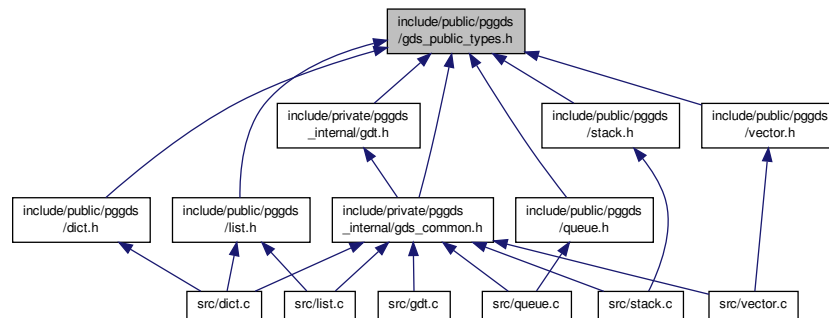 include/public/pggds
/gds_public_types.h
include/private/pggds
_internal/gdt.h
include/public/pggds
/stack.h
include/public/pggds
/vector.h
include/public/pggds
/dict.h
include/public/pggds
/list.h
include/private/pggds
_internal/gds_common.h
include/public/pggds
/queue.h
src/dict.c
src/list.c
src/gdt.c
src/queue.c
src/stack.c
src/vector.c